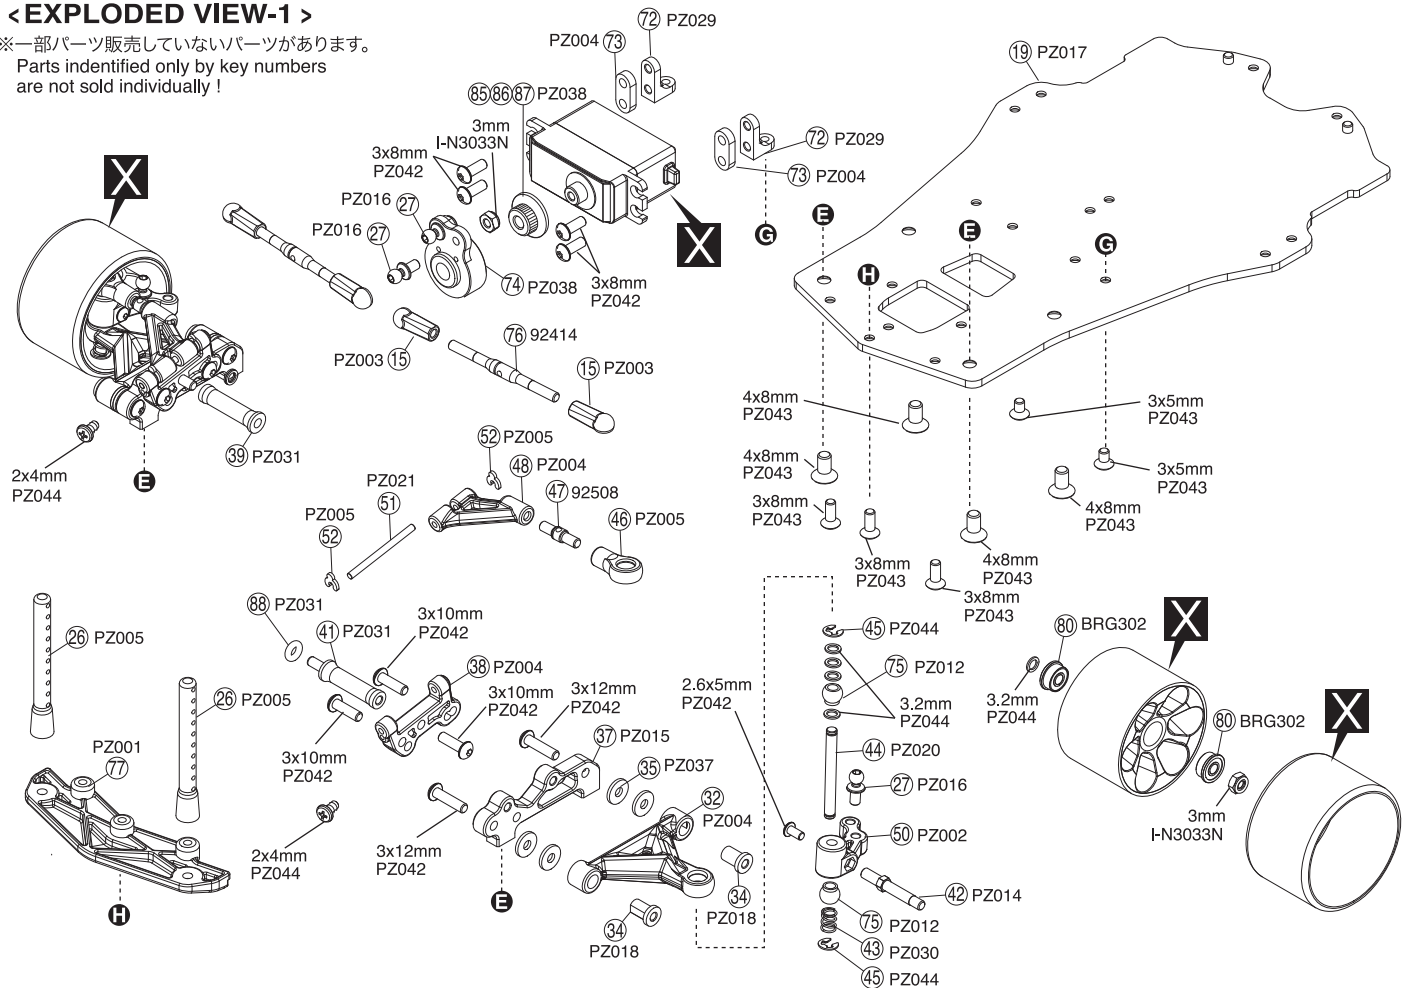 <EXPLODED VIEW-1 >
※一部パーツ販売していないパーツがあります。
Parts indentified only by key numbers
are not sold individually !
72 PZ029
PZ004 73
19 PZ017
85 86 87 PZ038
3mm
I-N3033N
3x8mm
PZ042
72 PZ029
73 PZ004
X
PZ016 27
PZ016 27
X
G
E
E
G
H
3x8mm
PZ042
74 PZ038
76 92414
PZ003 15
15 PZ003
4x8mm
PZ043
3x5mm
PZ043
39 PZ031
2x4mm
PZ044
E
52 PZ005
48 PZ004
PZ021
51
47 92508
46 PZ005
PZ005
52
4x8mm
PZ043
3x5mm
PZ043
3x8mm
PZ043
4x8mm
PZ043
3x8mm
PZ043
4x8mm
PZ043
3x8mm
PZ043
88 PZ031
41 PZ031
3x10mm
PZ042
38 PZ004
26 PZ005
26 PZ005
3x10mm
PZ042
3x12mm
PZ042
3x10mm
PZ042
37 PZ015
35 PZ037
32
PZ004
PZ001
77
2x4mm
PZ044
3x12mm
PZ042
H
E
34
PZ018
34
PZ018
45 PZ044
75 PZ012
2.6x5mm
PZ042
3.2mm
PZ044
44 PZ020
27 PZ016
50 PZ002
42 PZ014
75 PZ012
43 PZ030
45 PZ044
80 BRG302
X
3.2mm
PZ044
80 BRG302
X
3mm
I-N3033N